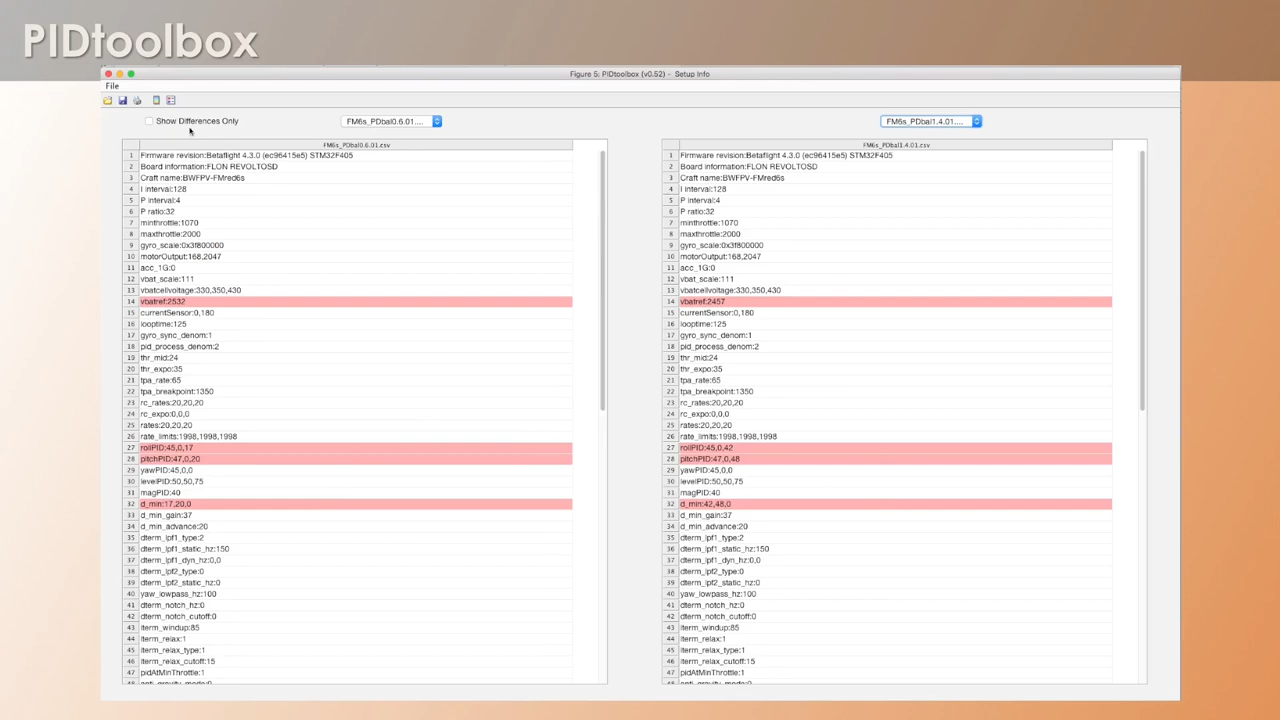 PIDtoolbox
Figure 5: PIDtoolbox (v0.52) - Setup Info
File
Show Differences Only
FM6s_PDbal0.6.01....
FM6s_PDbal1.4.01....
FM6s_PDbal0.6.01.csv
1 Firmware revision:Betaflight 4.3.0 (ec96415e5) STM32F405
2 Board information:FLON REVOLTOSD
3 Craft name:BWFPV-FMred6s
4 I interval:128
5 P interval:4
6 P ratio:32
7 minthrottle:1070
8 maxthrottle:2000
9 gyro_scale:0x3f800000
10 motorOutput:168,2047
11 acc_1G:0
12 vbat_scale:111
13 vbatcellvoltage:330,350,430
14 vbatref:2532
15 currentSensor:0,180
16 looptime:125
17 gyro_sync_denom:1
18 pid_process_denom:2
19 thr_mid:24
20 thr_expo:35
21 tpa_rate:65
22 tpa_breakpoint:1350
23 rc_rates:20,20,20
24 rc_expo:0,0,0
25 rates:20,20,20
26 rate_limits:1998,1998,1998
27 rollPID:45,0,17
28 pitchPID:47,0,20
29 yawPID:45,0,0
30 levelPID:50,50,75
31 magPID:40
32 d_min:17,20,0
33 d_min_gain:37
34 d_min_advance:20
35 dterm_lpf1_type:2
36 dterm_lpf1_static_hz:150
37 dterm_lpf1_dyn_hz:0,0
38 dterm_lpf2_type:0
39 dterm_lpf2_static_hz:0
40 yaw_lowpass_hz:100
41 dterm_notch_hz:0
42 dterm_notch_cutoff:0
43 iterm_windup:85
44 iterm_relax:1
45 iterm_relax_type:1
46 iterm_relax_cutoff:15
47 pidAtMinThrottle:1
48 anti_gravity_mode:0
FM6s_PDbal1.4.01.csv
1 Firmware revision:Betaflight 4.3.0 (ec96415e5) STM32F405
2 Board information:FLON REVOLTOSD
3 Craft name:BWFPV-FMred6s
4 I interval:128
5 P interval:4
6 P ratio:32
7 minthrottle:1070
8 maxthrottle:2000
9 gyro_scale:0x3f800000
10 motorOutput:168,2047
11 acc_1G:0
12 vbat_scale:111
13 vbatcellvoltage:330,350,430
14 vbatref:2457
15 currentSensor:0,180
16 looptime:125
17 gyro_sync_denom:1
18 pid_process_denom:2
19 thr_mid:24
20 thr_expo:35
21 tpa_rate:65
22 tpa_breakpoint:1350
23 rc_rates:20,20,20
24 rc_expo:0,0,0
25 rates:20,20,20
26 rate_limits:1998,1998,1998
27 rollPID:45,0,42
28 pitchPID:47,0,48
29 yawPID:45,0,0
30 levelPID:50,50,75
31 magPID:40
32 d_min:42,48,0
33 d_min_gain:37
34 d_min_advance:20
35 dterm_lpf1_type:2
36 dterm_lpf1_static_hz:150
37 dterm_lpf1_dyn_hz:0,0
38 dterm_lpf2_type:0
39 dterm_lpf2_static_hz:0
40 yaw_lowpass_hz:100
41 dterm_notch_hz:0
42 dterm_notch_cutoff:0
43 iterm_windup:85
44 iterm_relax:1
45 iterm_relax_type:1
46 iterm_relax_cutoff:15
47 pidAtMinThrottle:1
48 anti_gravity_mode:0